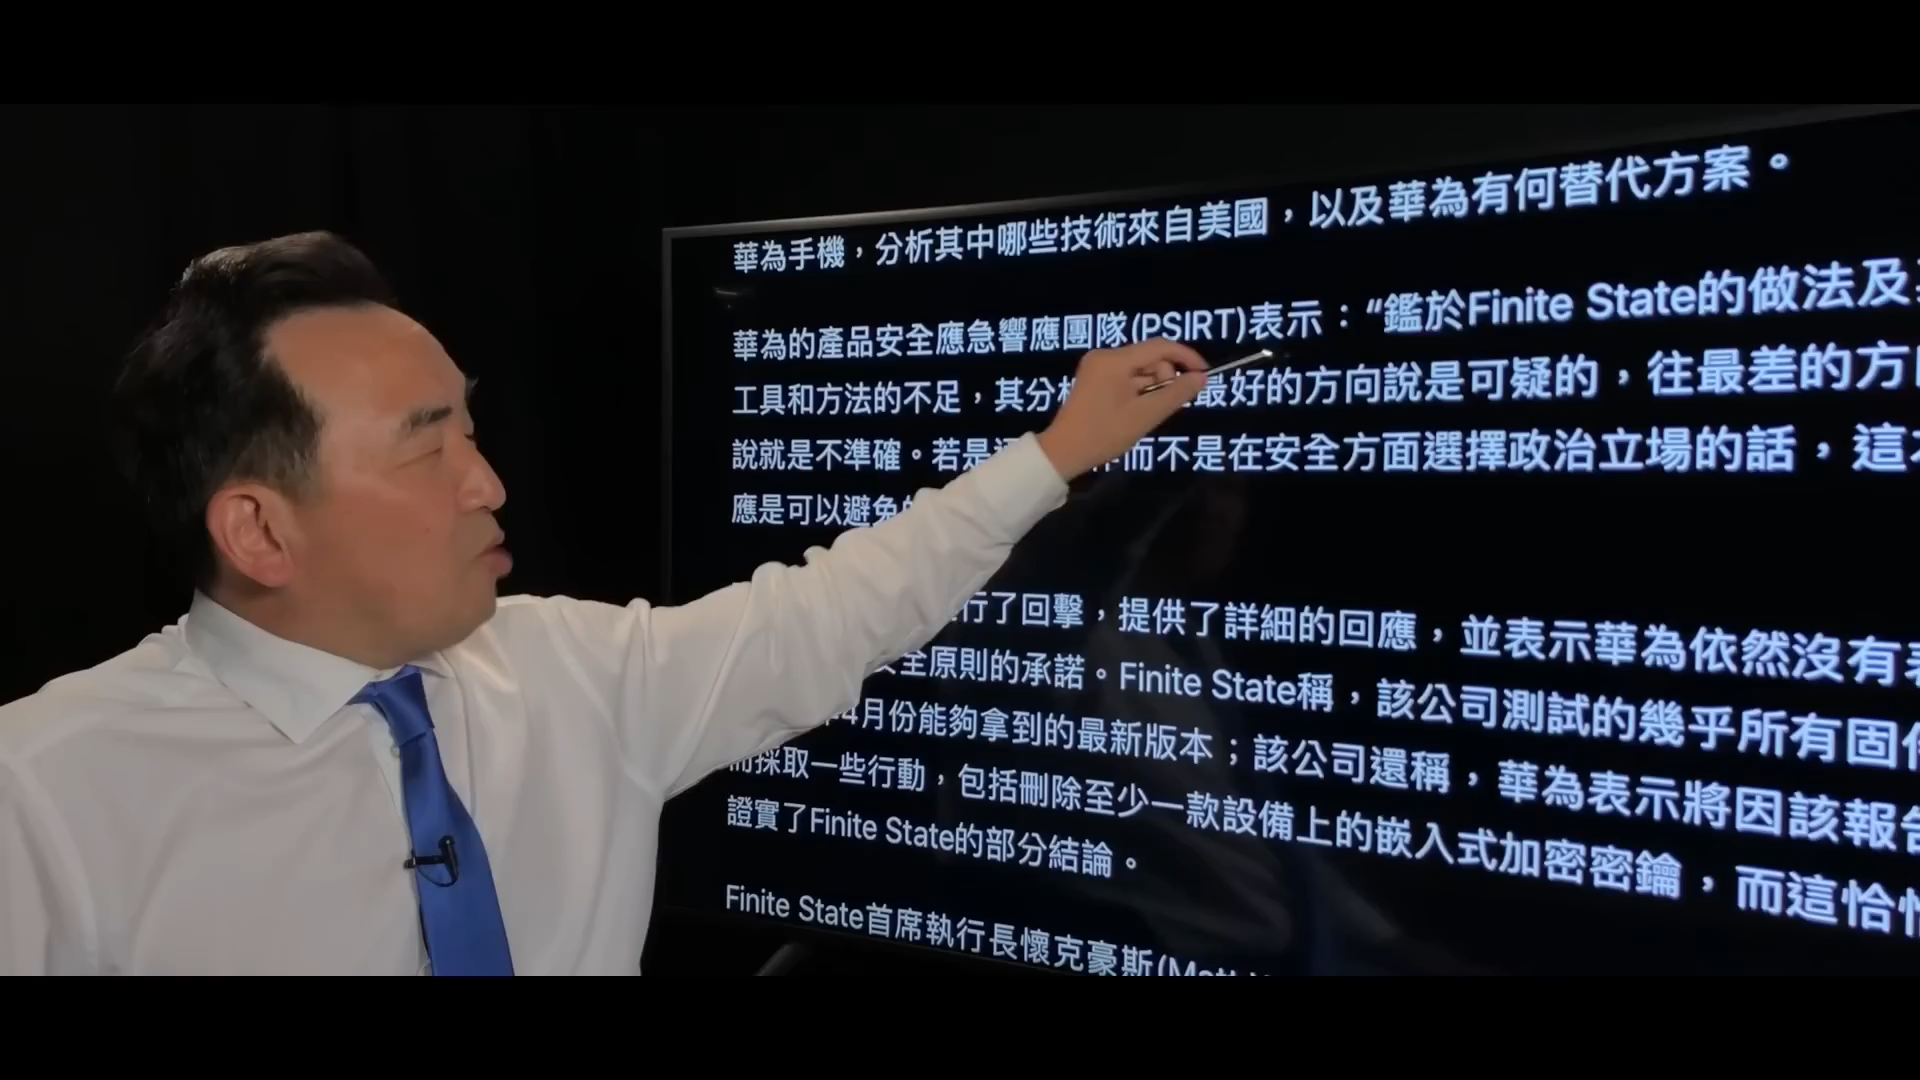 華為手機，分析其中哪些技術來自美國，以及華為有何替代方案。
華為的產品安全應急響應團隊(PSIRT)表示：“鑑於Finite State的做法及
工具和方法的不足，其分析 最好的方向說是可疑的，往最差的方向
說就是不準確。若是 而不是在安全方面選擇政治立場的話，這
應是可以避免的
行了回擊，提供了詳細的回應，並表示華為依然沒有
安全原則的承諾。Finite State稱，該公司測試的幾乎所有固件
4月份能夠拿到的最新版本；該公司還稱，華為表示將因該報告
而採取一些行動，包括刪除至少一款設備上的嵌入式加密密鑰，而這恰恰
證實了Finite State的部分結論。
Finite State首席執行長懷克豪斯(Matt